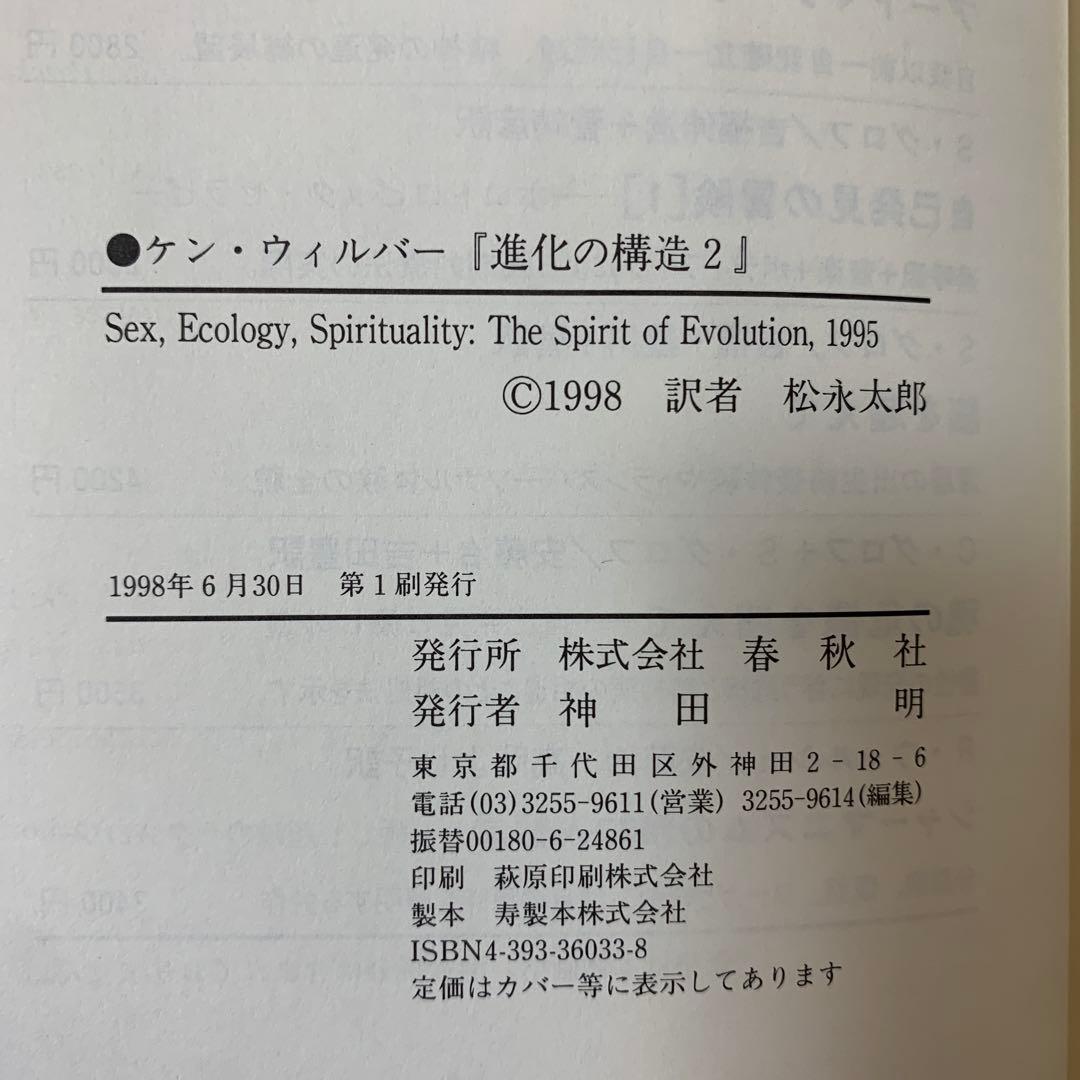 ●ケン・ウィルバー『進化の構造2』
Sex, Ecology, Spirituality: The Spirit of Evolution, 1995
©1998 訳者 松永太郎
1998年6月30日 第1刷発行
発行所 株式会社 春秋社
発行者 神田 明
東京都千代田区外神田2-18-6
電話(03)3255-9611(営業) 3255-9614(編集)
振替00180-6-24861
印刷 萩原印刷株式会社
製本 寿製本株式会社
ISBN4-393-36033-8
定価はカバー等に表示してあります